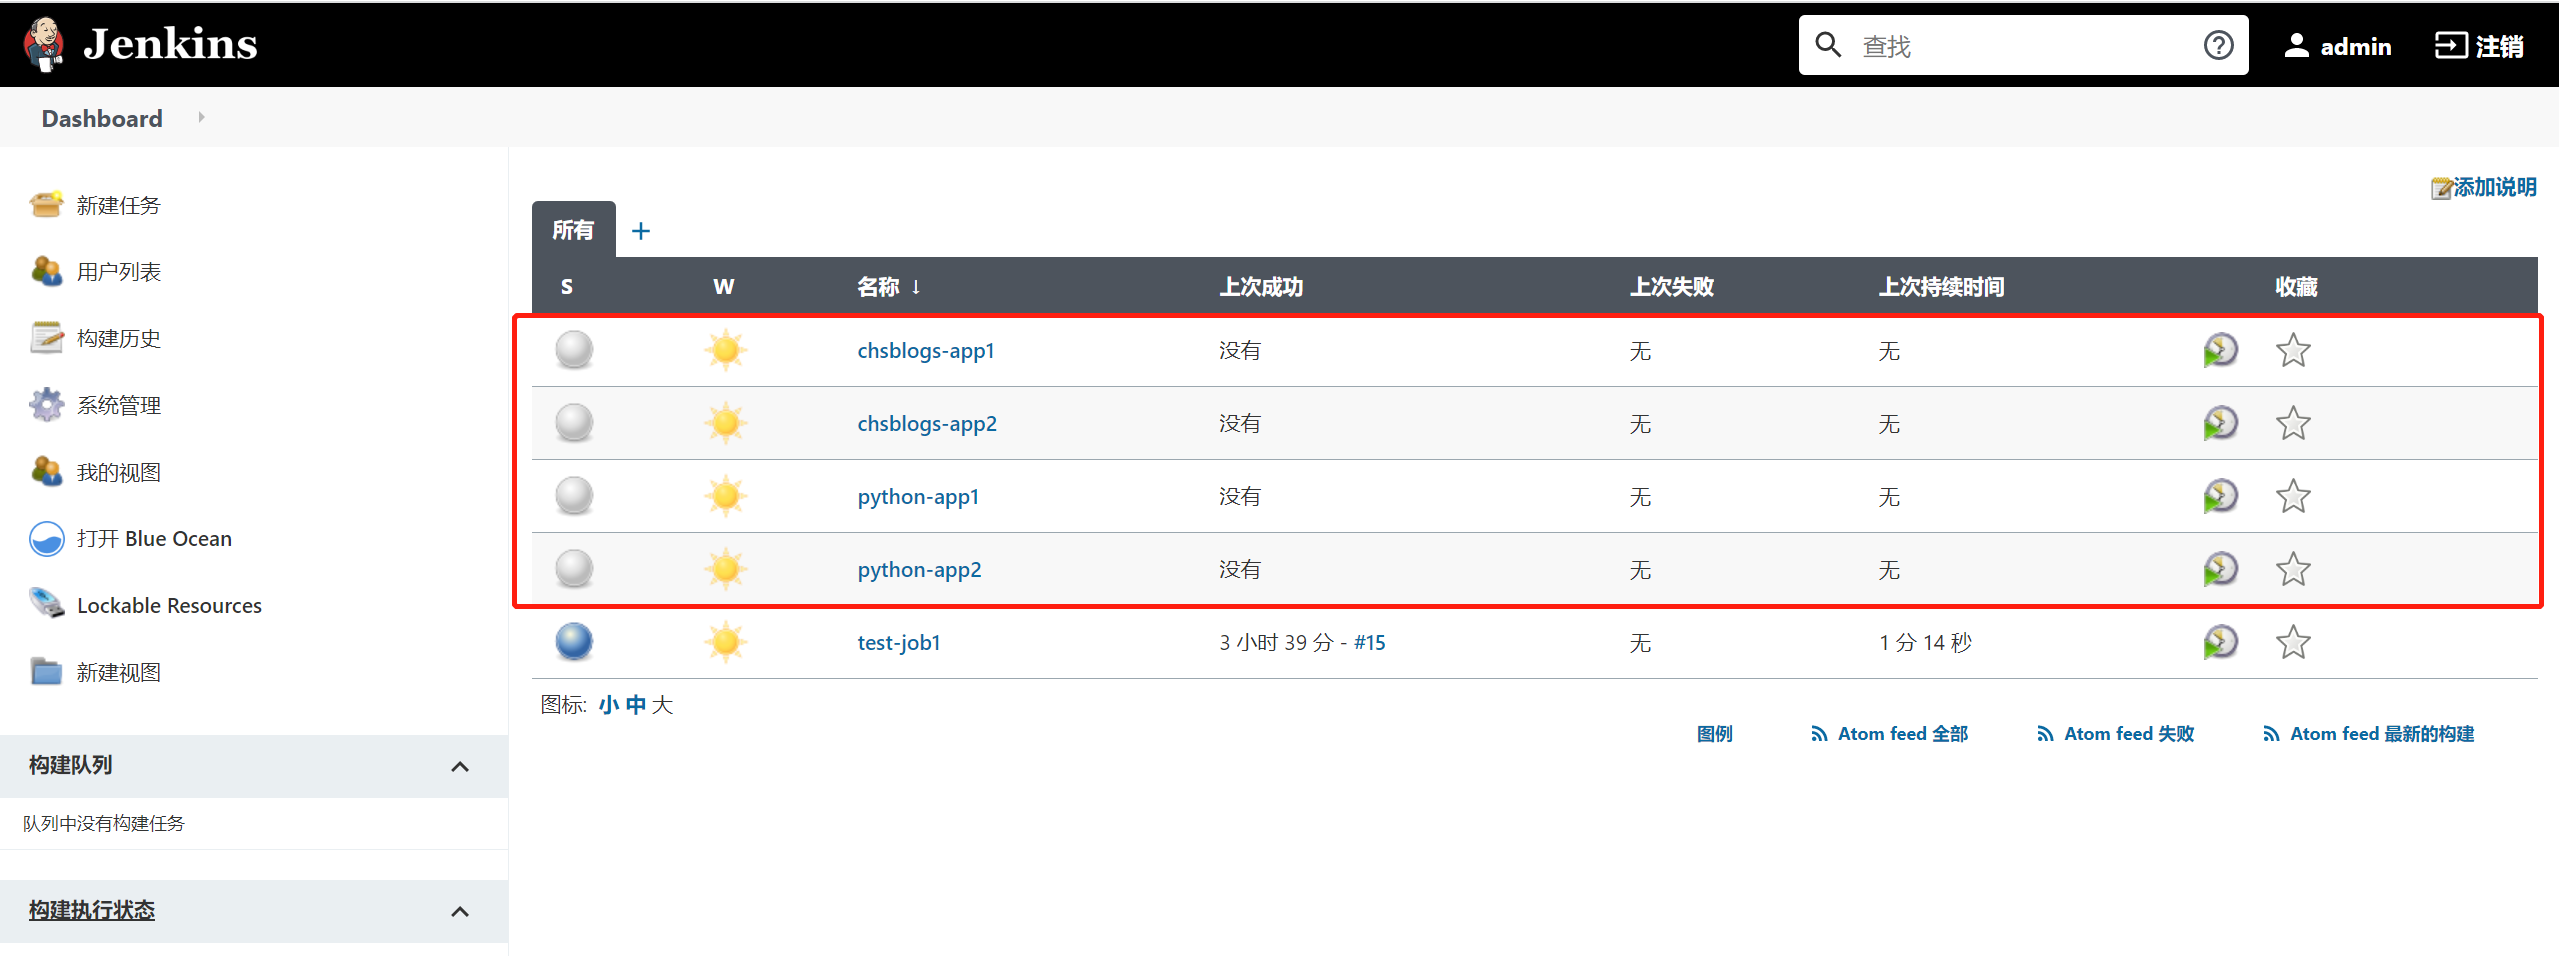 Jenkins
查找
admin
注销
Dashboard
新建任务
用户列表
构建历史
系统管理
我的视图
打开 Blue Ocean
Lockable Resources
新建视图
构建队列
队列中没有构建任务
构建执行状态
添加说明
所有 +
S W 名称 ↓ 上次成功 上次失败 上次持续时间 收藏
chsblogs-app1 没有 无 无
chsblogs-app2 没有 无 无
python-app1 没有 无 无
python-app2 没有 无 无
test-job1 3 小时 39 分 - #15 无 1 分 14 秒
图标: 小 中 大
图例 Atom feed 全部 Atom feed 失败 Atom feed 最新的构建